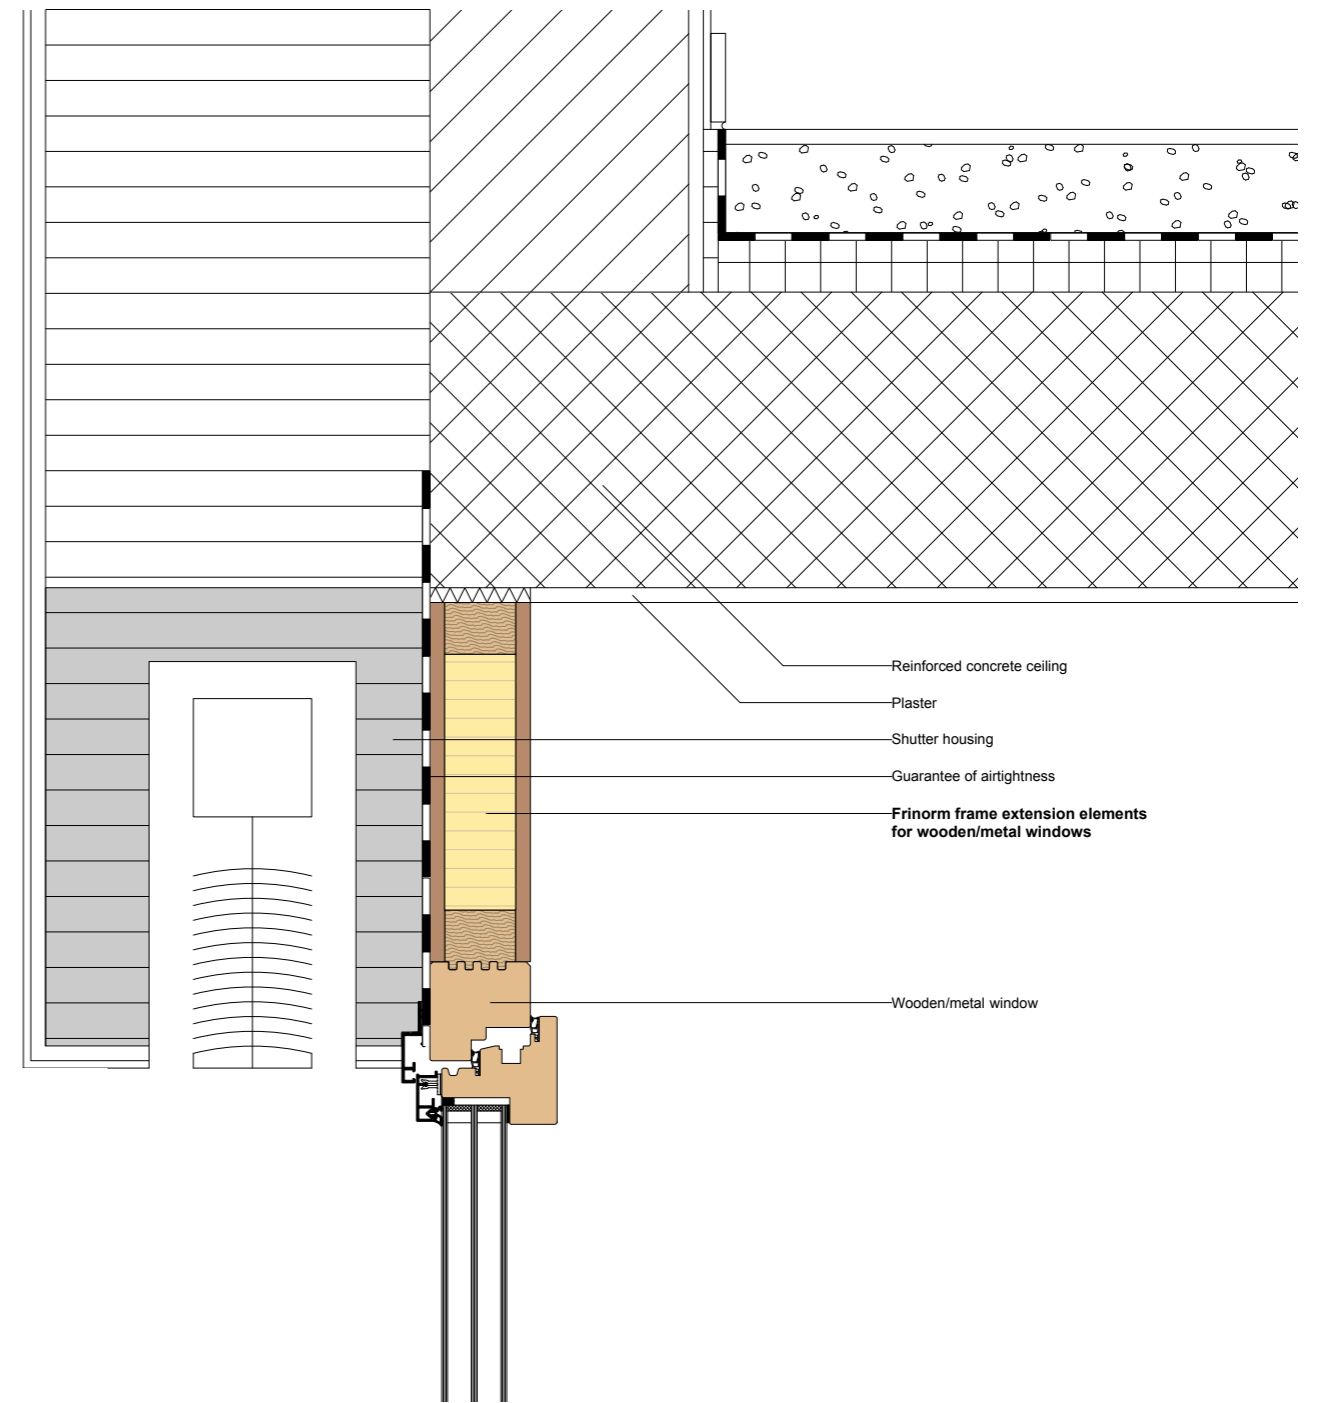 Reinforced concrete ceiling
Plaster
Shutter housing
Guarantee of airtightness
Frinorm frame extension elements
for wooden/metal windows
Wooden/metal window